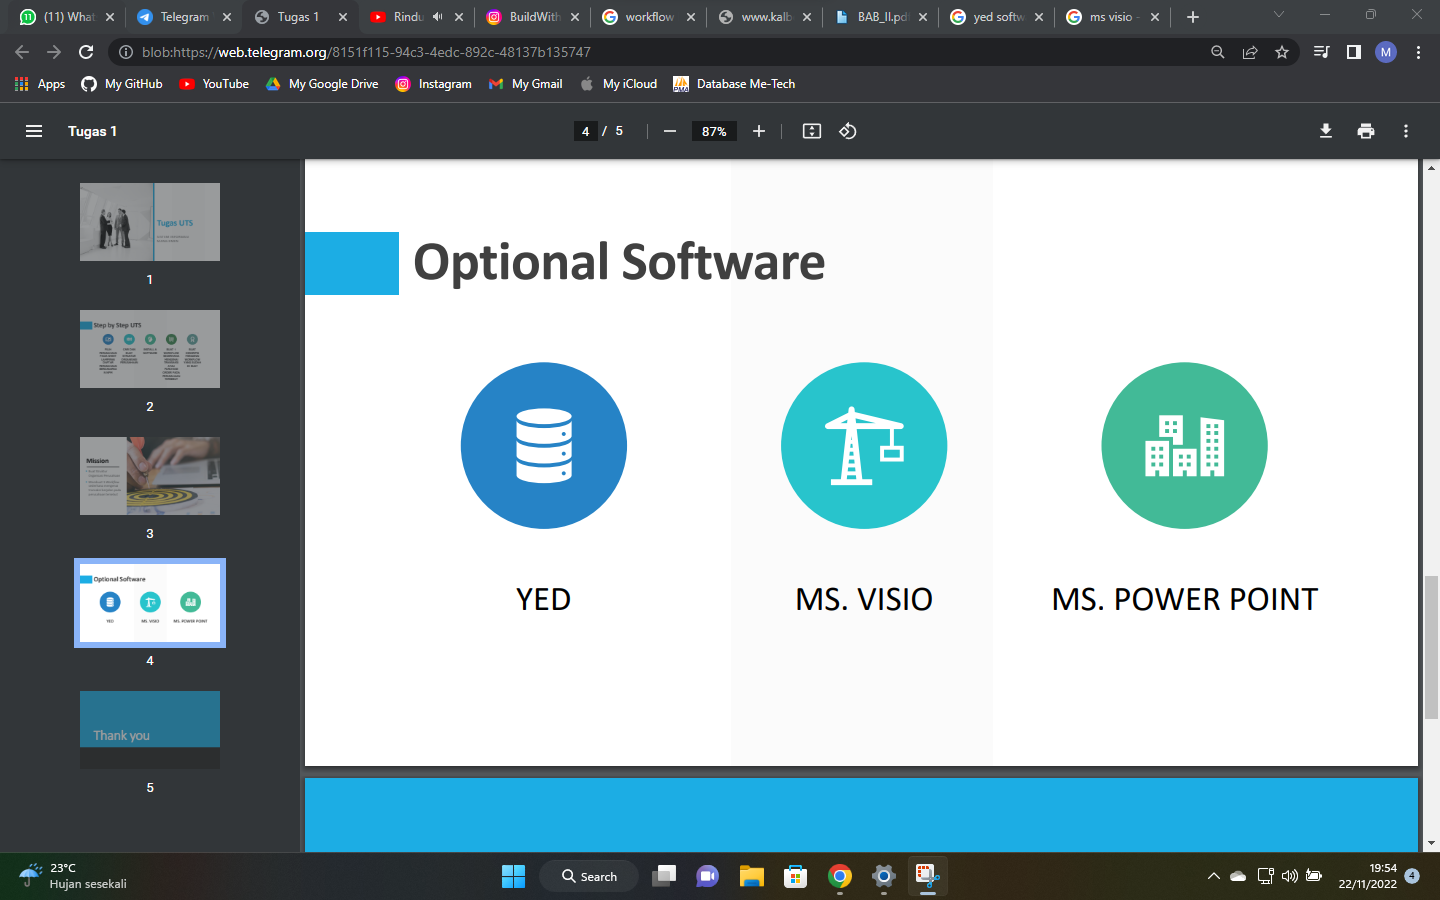 (11) What
Telegram
Tugas 1
Rindu
BuildWith
workflow
www.kalb
BAB_II.pd
yed softw
ms visio -
blob:https://web.telegram.org/8151f115-94c3-4edc-892c-48137b135747
M
Apps
My GitHub
YouTube
My Google Drive
Instagram
My Gmail
My iCloud
Database Me-Tech
Tugas 1
4 / 5
87%
Tugas UTS
1
Step by Step UTS
2
Mission
3
Optional Software
YED
MS. VISIO
MS. POWER POINT
4
Thank you
5
Optional Software
YED
MS. VISIO
MS. POWER POINT
23°C
Hujan sesekali
Search
19:54
22/11/2022
4